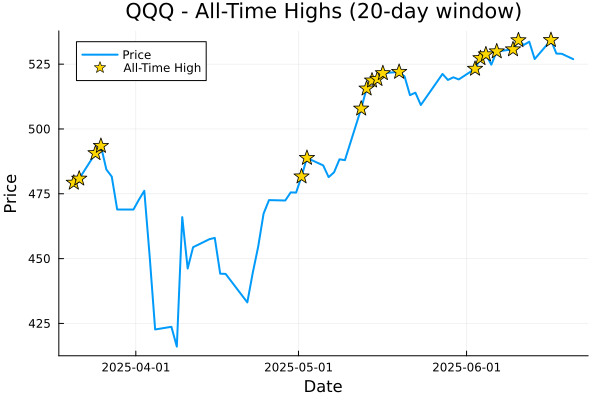 QQQ - All-Time Highs (20-day window)
Price
All-Time High
525
500
475
450
425
Price
2025-04-01
2025-05-01
2025-06-01
Date